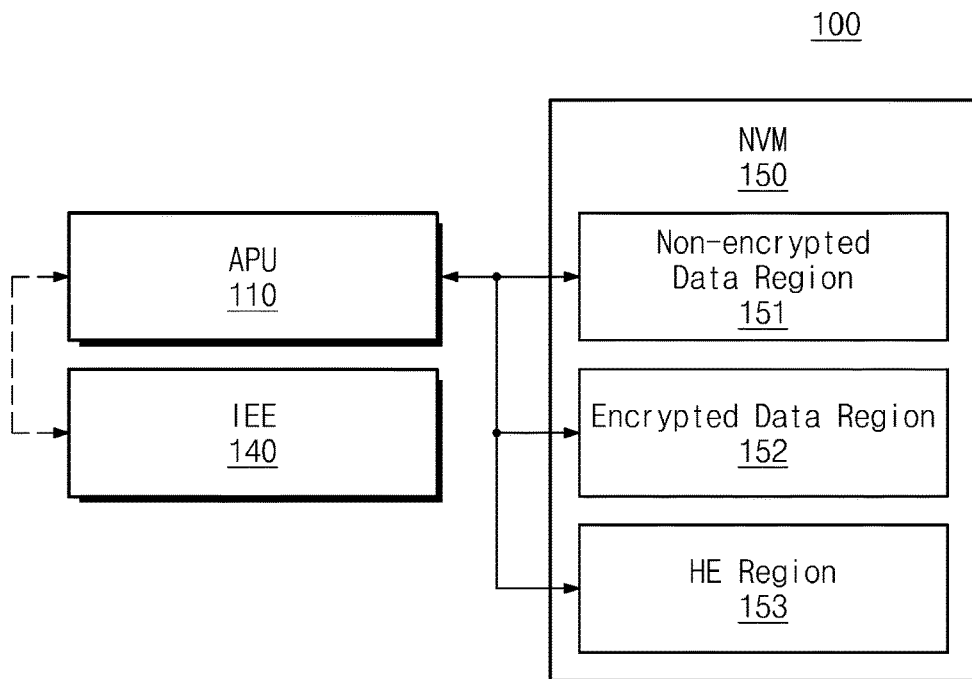 100
NVM
150
APU
110
Non-encrypted
Data Region
151
IEE
140
Encrypted Data Region
152
HE Region
153